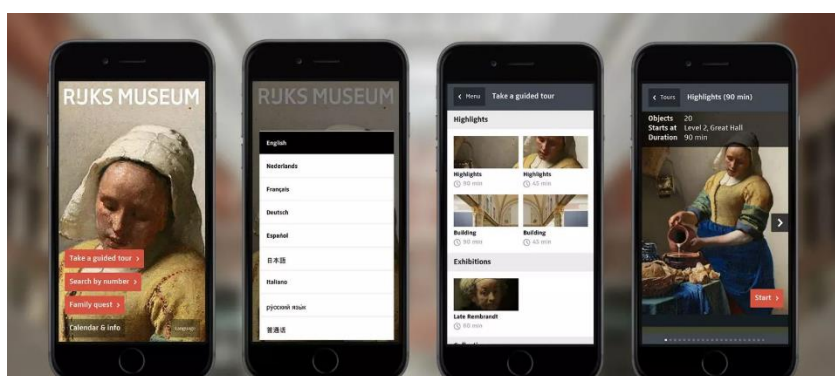 RIJKS MUSEUM
Take a guided tour >
Search by number >
Family quest >
Calendar & info
Language
RIJKS MUSEUM
English
Nederlands
Français
Deutsch
Español
日本語
Italiano
русский язык
普通话
< Menu Take a guided tour
Highlights
Highlights Highlights
90 min 45 min
Building Building
90 min 45 min
Exhibitions
Late Rembrandt
90 min
< Tours Highlights (90 min)
Objects 20
Starts at Level 2, Great Hall
Duration 90 min
Start >